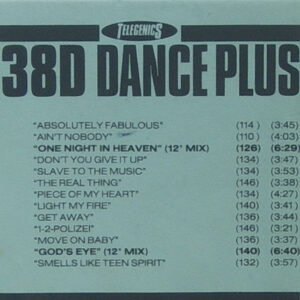 TELEGENICS
38D DANCE PLUS
"ABSOLUTELY FABULOUS" (114) (3:45)
"AIN'T NOBODY" (110) (4:03)
"ONE NIGHT IN HEAVEN" (12" MIX) (126) (6:29)
"DON'T YOU GIVE IT UP" (134) (3:47)
"SLAVE TO THE MUSIC" (134) (3:53)
"THE REAL THING" (146) (3:38)
"PIECE OF MY HEART" (134) (4:27)
"LIGHT MY FIRE" (140) (3:41)
"GET AWAY" (136) (3:44)
"1-2-POLIZEI" (146) (3:21)
"MOVE ON BABY" (136) (3:37)
"GOD'S EYE" (12" MIX) (140) (6:40)
"SMELLS LIKE TEEN SPIRIT" (132) (3:57)